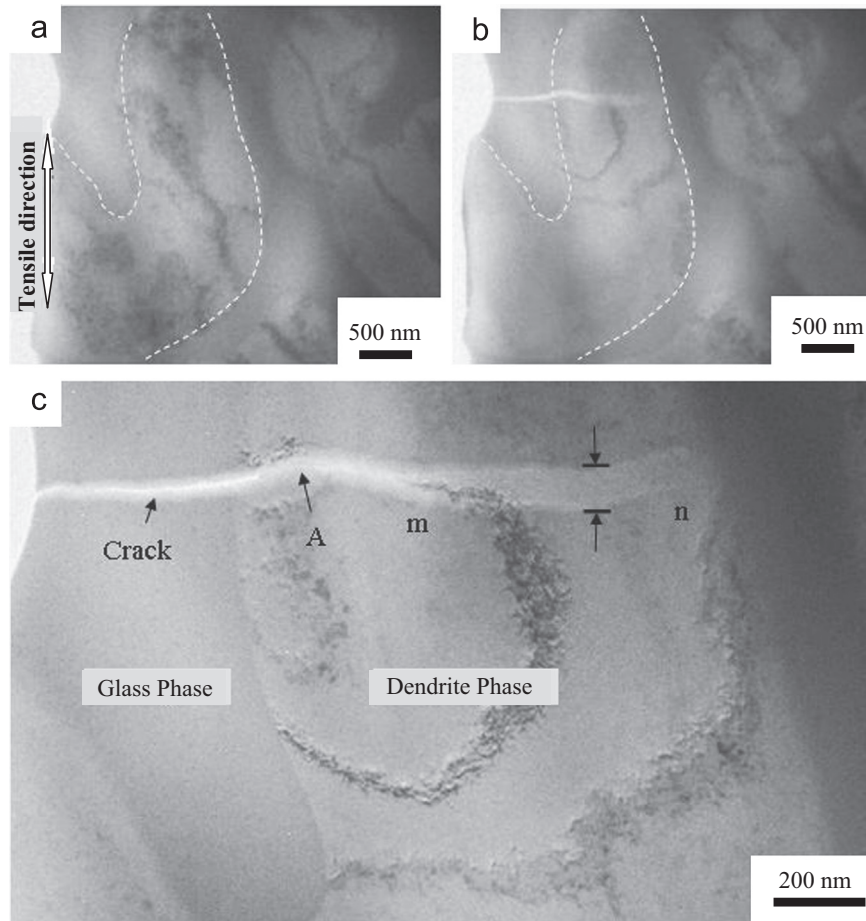 a
b
Tensile direction
500 nm
500 nm
c
Crack
A
m
n
Glass Phase
Dendrite Phase
200 nm